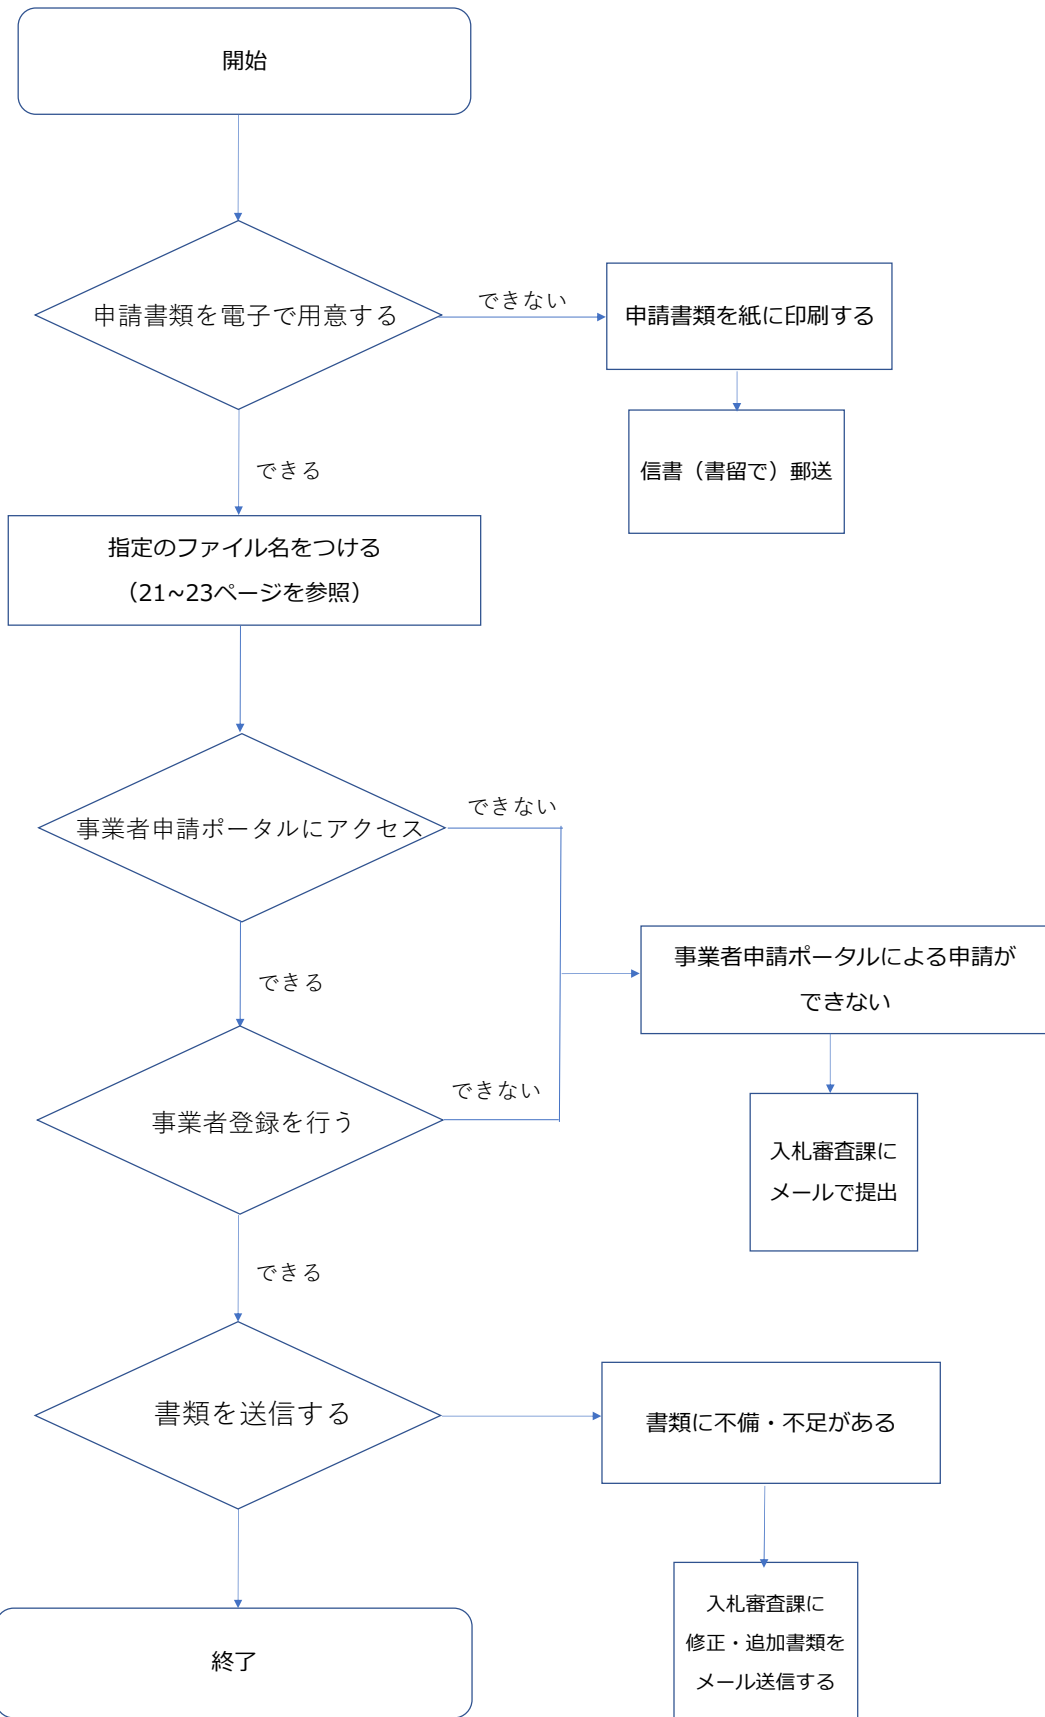 開始
申請書類を電子で用意する
できない
申請書類を紙に印刷する
信書（書留で）郵送
できる
指定のファイル名をつける
（21~23ページを参照）
事業者申請ポータルにアクセス
できない
事業者申請ポータルによる申請が
できない
できる
事業者登録を行う
できない
入札審査課に
メールで提出
できる
書類を送信する
書類に不備・不足がある
入札審査課に
修正・追加書類を
メール送信する
終了